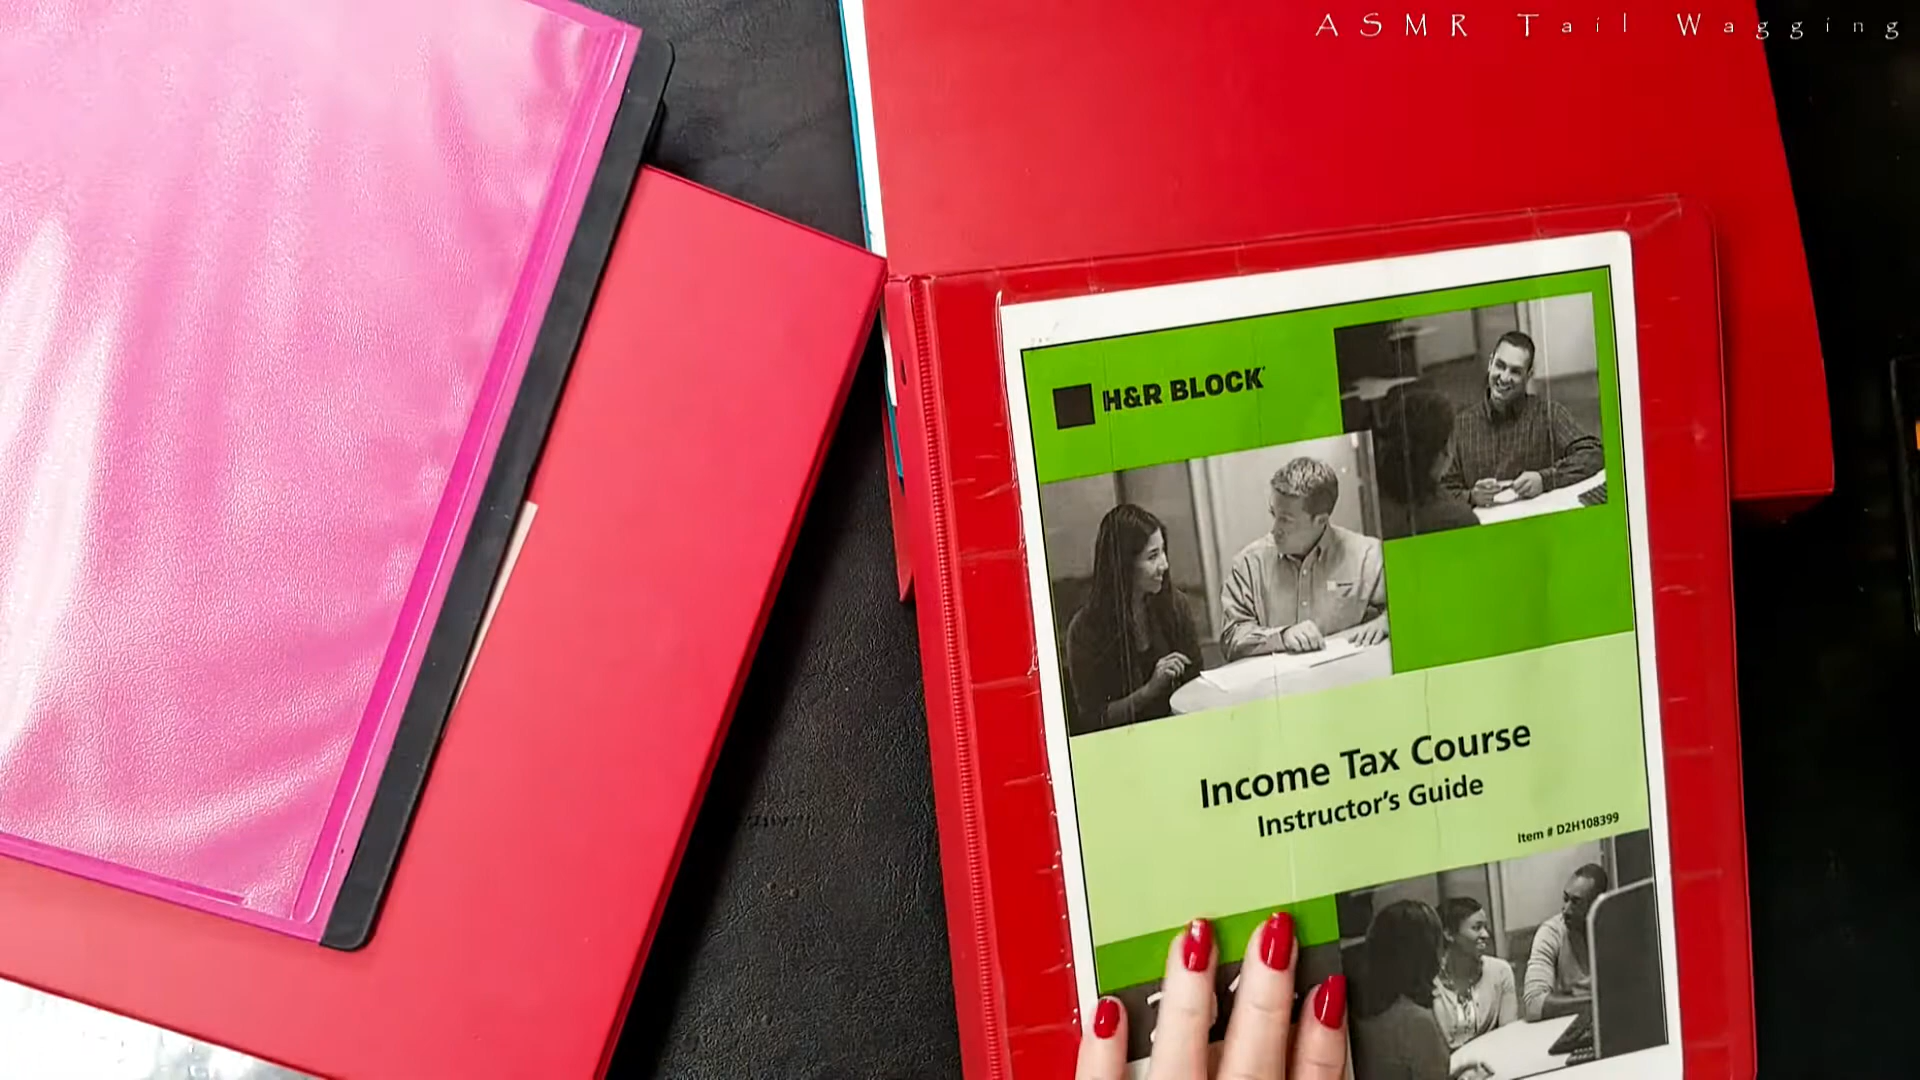 ASMR Tail Wagging
H&R BLOCK
Income Tax Course
Instructor's Guide
Item # D2H108399